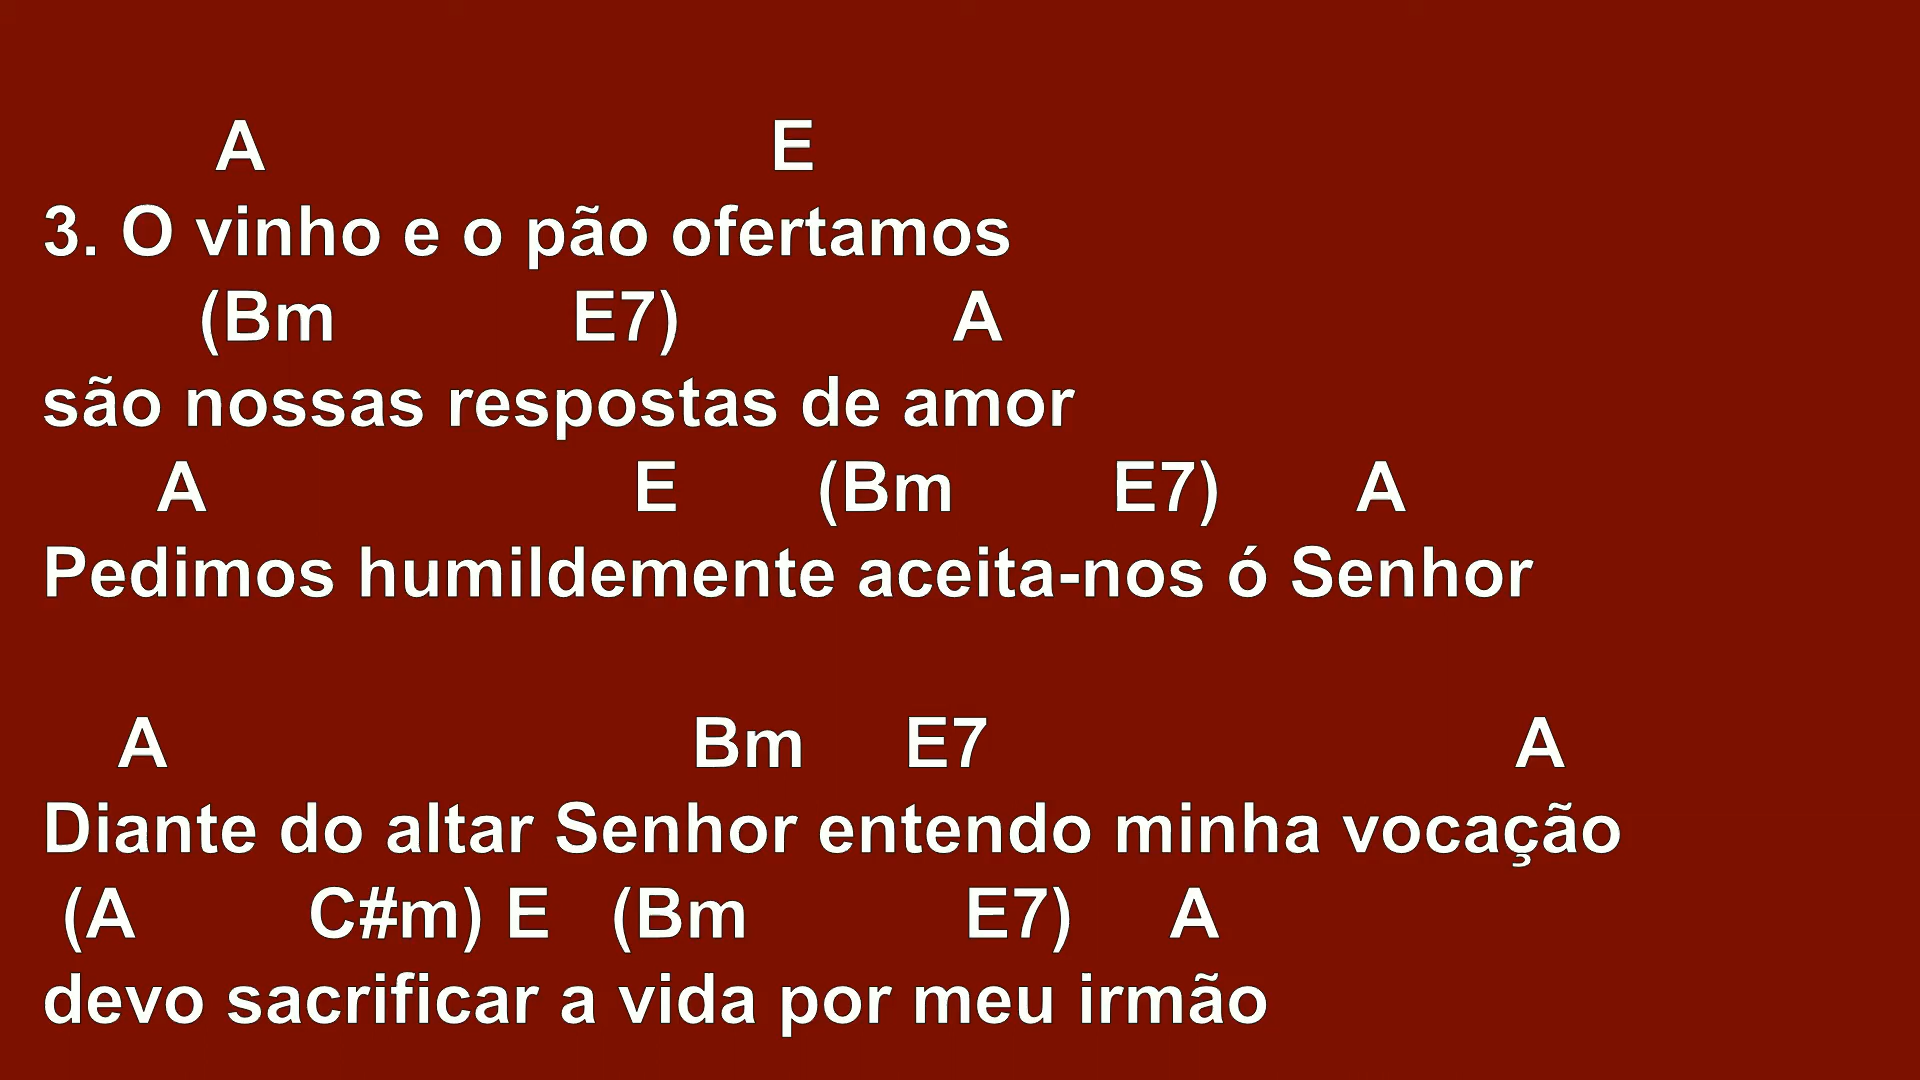 A E
3. O vinho e o pão ofertamos
(Bm E7) A
são nossas respostas de amor
A E (Bm E7) A
Pedimos humildemente aceita-nos ó Senhor
A Bm E7 A
Diante do altar Senhor entendo minha vocação
(A C#m) E (Bm E7) A
devo sacrificar a vida por meu irmão